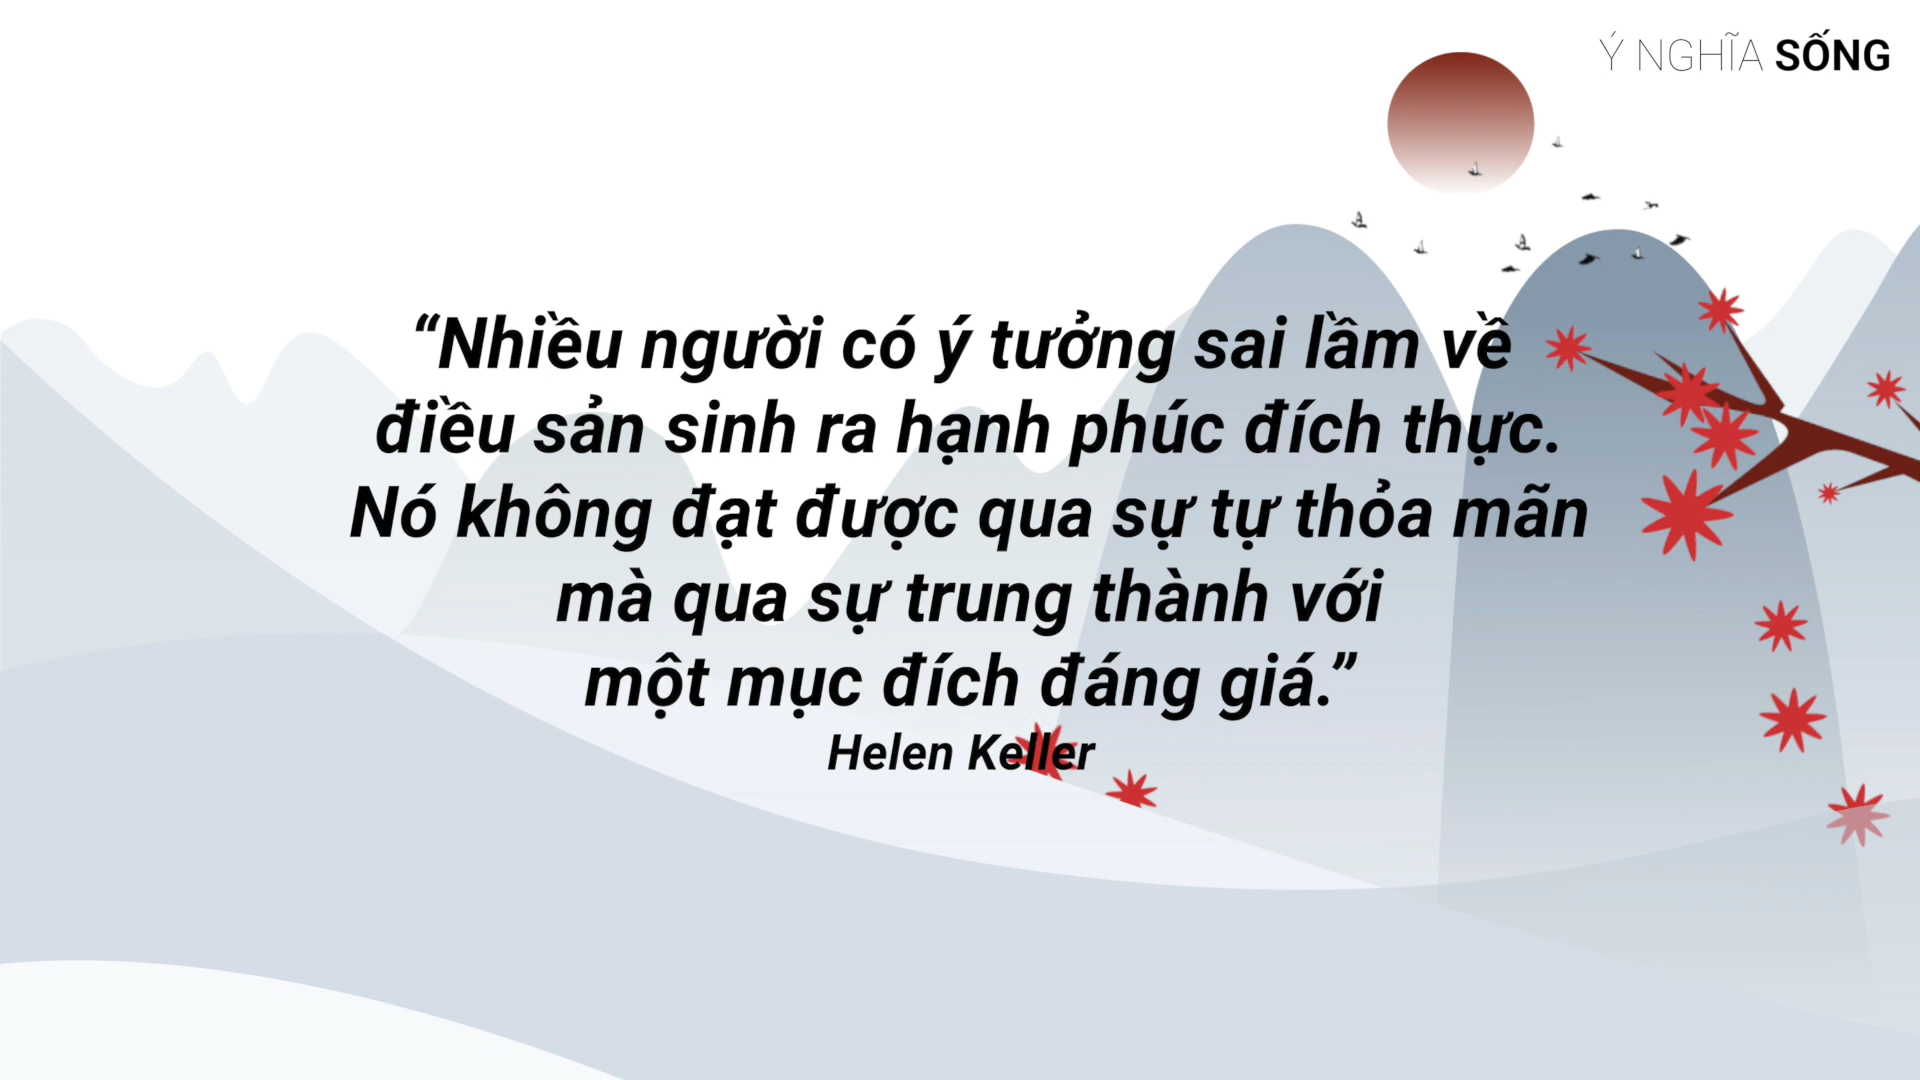 Ý NGHĨA SỐNG
“Nhiều người có ý tưởng sai lầm về
điều sản sinh ra hạnh phúc đích thực.
Nó không đạt được qua sự tự thỏa mãn
mà qua sự trung thành với
một mục đích đáng giá.”
Helen Keller